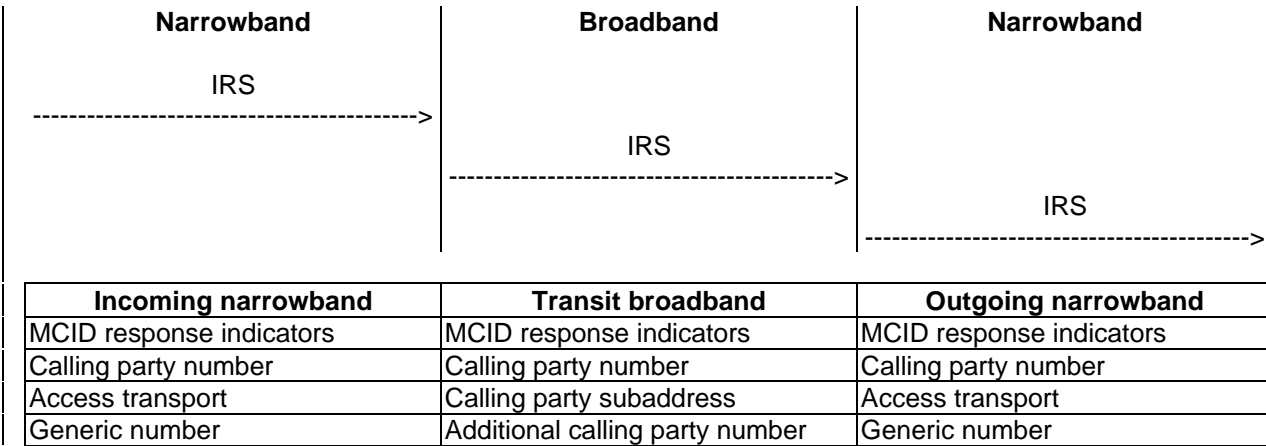 Narrowband Broadband Narrowband
IRS
------------------------------------------>
IRS
------------------------------------------>
IRS
------------------------------------------>
Incoming narrowband Transit broadband Outgoing narrowband
MCID response indicators MCID response indicators MCID response indicators
Calling party number Calling party number Calling party number
Access transport Calling party subaddress Access transport
Generic number Additional calling party number Generic number